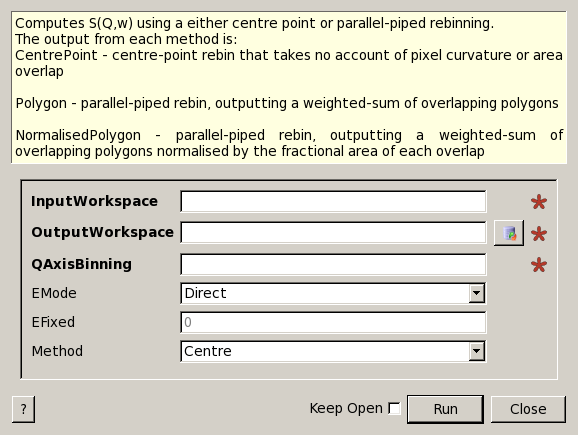 Computes S(Q,w) using a either centre point or parallel-piped rebinning.
The output from each method is:
CentrePoint - centre-point rebin that takes no account of pixel curvature or area
overlap
Polygon - parallel-piped rebin, outputting a weighted-sum of overlapping polygons
NormalisedPolygon - parallel-piped rebin, outputting a weighted-sum of
overlapping polygons normalised by the fractional area of each overlap
InputWorkspace
OutputWorkspace
QAxisBinning
EMode Direct
EFixed 0
Method Centre
? Keep Open Run Close